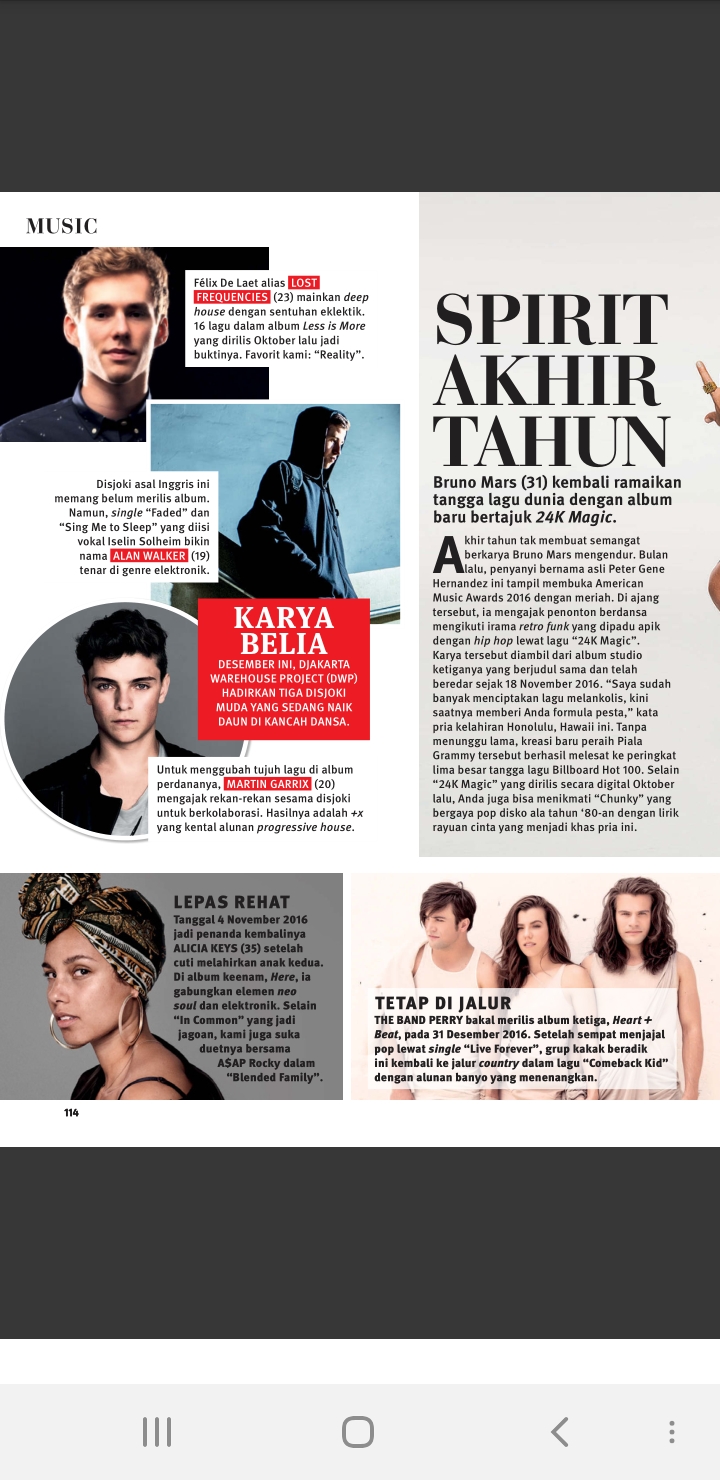 MUSIC
Félix De Laet alias LOST
FREQUENCIES (23) mainkan deep
house dengan sentuhan eklektik.
16 lagu dalam album Less is More
yang dirilis Oktober lalu jadi
buktinya. Favorit kami: “Reality”.
Disjoki asal Inggris ini
memang belum merilis album.
Namun, single “Faded” dan
“Sing Me to Sleep” yang diisi
vokal Iselin Solheim bikin
nama ALAN WALKER (19)
tenar di genre elektronik.
KARYA
BELIA
DESEMBER INI, DJAKARTA
WAREHOUSE PROJECT (DWP)
HADIRKAN TIGA DISJOKI
MUDA YANG SEDANG NAIK
DAUN DI KANCAH DANSA.
Untuk menggubah tujuh lagu di album
perdananya, MARTIN GARRIX (20)
mengajak rekan-rekan sesama disjoki
untuk berkolaborasi. Hasilnya adalah +x
yang kental alunan progressive house.
SPIRIT
AKHIR
TAHUN
Bruno Mars (31) kembali ramaikan
tangga lagu dunia dengan album
baru bertajuk 24K Magic.
Akhir tahun tak membuat semangat
berkarya Bruno Mars mengendur. Bulan
lalu, penyanyi bernama asli Peter Gene
Hernandez ini tampil membuka American
Music Awards 2016 dengan meriah. Di ajang
tersebut, ia mengajak penonton berdansa
mengikuti irama retro funk yang dipadu apik
dengan hip hop lewat lagu “24K Magic”.
Karya tersebut diambil dari album studio
ketiganya yang berjudul sama dan telah
beredar sejak 18 November 2016. “Saya sudah
banyak menciptakan lagu melankolis, kini
saatnya memberi Anda formula pesta,” kata
pria kelahiran Honolulu, Hawaii ini. Tanpa
menunggu lama, kreasi baru peraih Piala
Grammy tersebut berhasil melesat ke peringkat
lima besar tangga lagu Billboard Hot 100. Selain
“24K Magic” yang dirilis secara digital Oktober
lalu, Anda juga bisa menikmati “Chunky” yang
bergaya pop disko ala tahun ‘80-an dengan lirik
rayuan cinta yang menjadi khas pria ini.
LEPAS REHAT
Tanggal 4 November 2016
jadi penanda kembalinya
ALICIA KEYS (35) setelah
cuti melahirkan anak kedua.
Di album keenam, Here, ia
gabungkan elemen neo
soul dan elektronik. Selain
“In Common” yang jadi
jagoan, kami juga suka
duetnya bersama
A$AP Rocky dalam
“Blended Family”.
TETAP DI JALUR
THE BAND PERRY bakal merilis album ketiga, Heart +
Beat, pada 31 Desember 2016. Setelah sempat menjajal
pop lewat single “Live Forever”, grup kakak beradik
ini kembali ke jalur country dalam lagu “Comeback Kid”
dengan alunan banyo yang menenangkan.
114